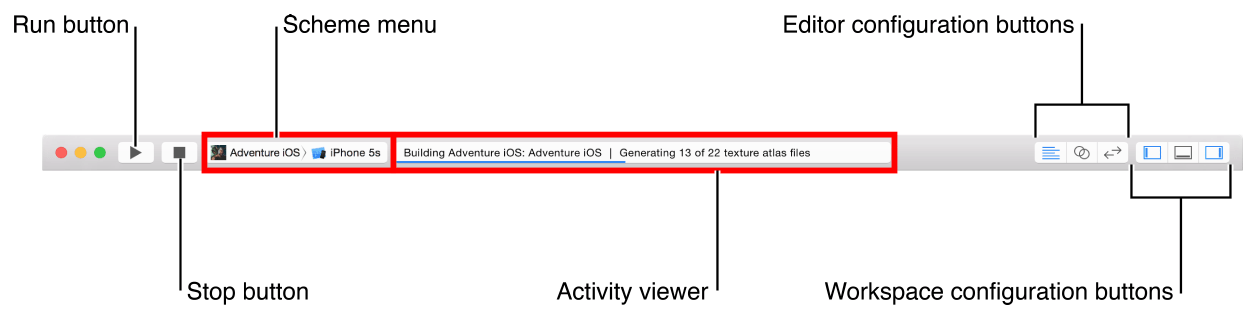 Run button
Scheme menu
Editor configuration buttons
Adventure iOS 〉 iPhone 5s
Building Adventure iOS: Adventure iOS | Generating 13 of 22 texture atlas files
Stop button
Activity viewer
Workspace configuration buttons